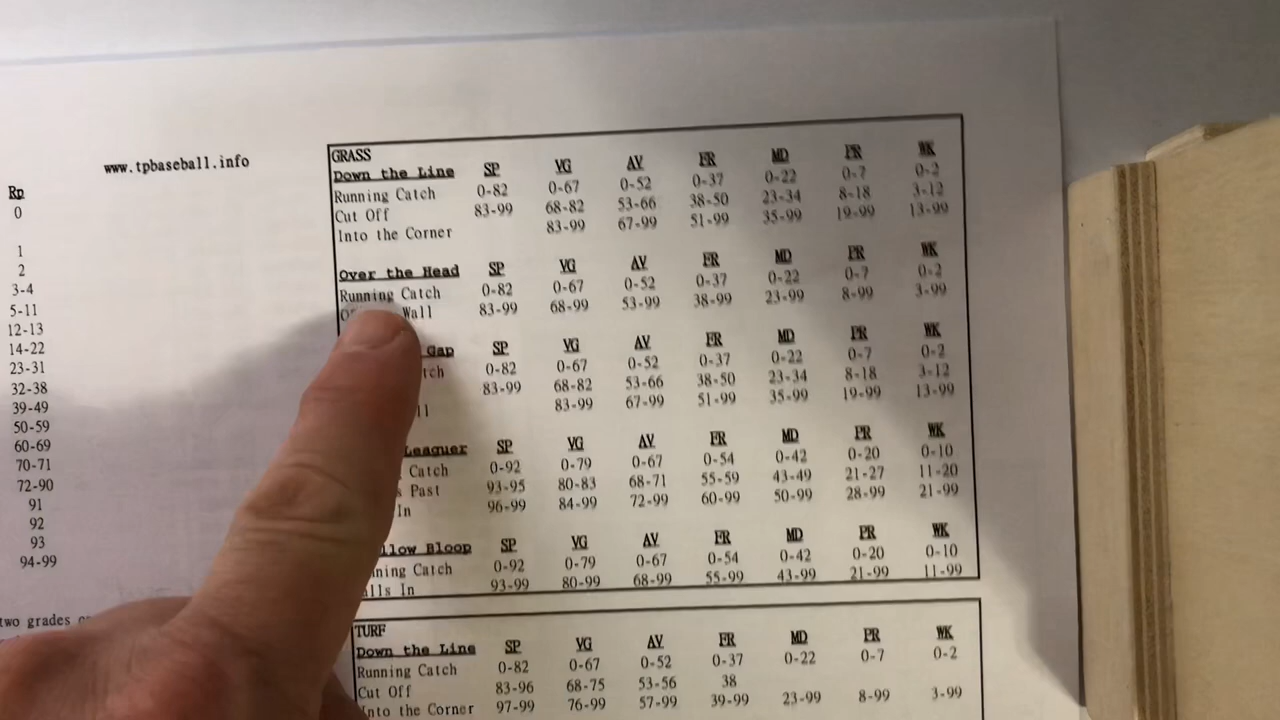 www.tpbaseball.info
Rp
0
1
2
3-4
5-11
12-13
14-22
23-31
32-38
39-49
50-59
60-69
70-71
72-90
91
92
93
94-99
two grades
GRASS
Down the Line SP VG AV FR MD PR WK
Running Catch 0-82 0-67 0-52 0-37 0-22 0-7 0-2
Cut Off 83-99 68-82 53-66 38-50 23-34 8-18 3-12
Into the Corner 83-99 67-99 51-99 35-99 19-99 13-99
Over the Head SP VG AV FR MD PR WK
Running Catch 0-82 0-67 0-52 0-37 0-22 0-7 0-2
Wall 83-99 68-99 53-99 38-99 23-99 8-99 3-99
Gap SP VG AV FR MD PR WK
tch 0-82 0-67 0-52 0-37 0-22 0-7 0-2
83-99 68-82 53-66 38-50 23-34 8-18 3-12
ll 83-99 67-99 51-99 35-99 19-99 13-99
Leaguer SP VG AV FR MD PR WK
Catch 0-92 0-79 0-67 0-54 0-42 0-20 0-10
s Past 93-95 80-83 68-71 55-59 43-49 21-27 11-20
In 96-99 84-99 72-99 60-99 50-99 28-99 21-99
llow Bloop SP VG AV FR MD PR WK
nning Catch 0-92 0-79 0-67 0-54 0-42 0-20 0-10
alls In 93-99 80-99 68-99 55-99 43-99 21-99 11-99
TURF
Down the Line SP VG AV FR MD PR WK
Running Catch 0-82 0-67 0-52 0-37 0-22 0-7 0-2
Cut Off 83-96 68-75 53-56 38
Into the Corner 97-99 76-99 57-99 39-99 23-99 8-99 3-99